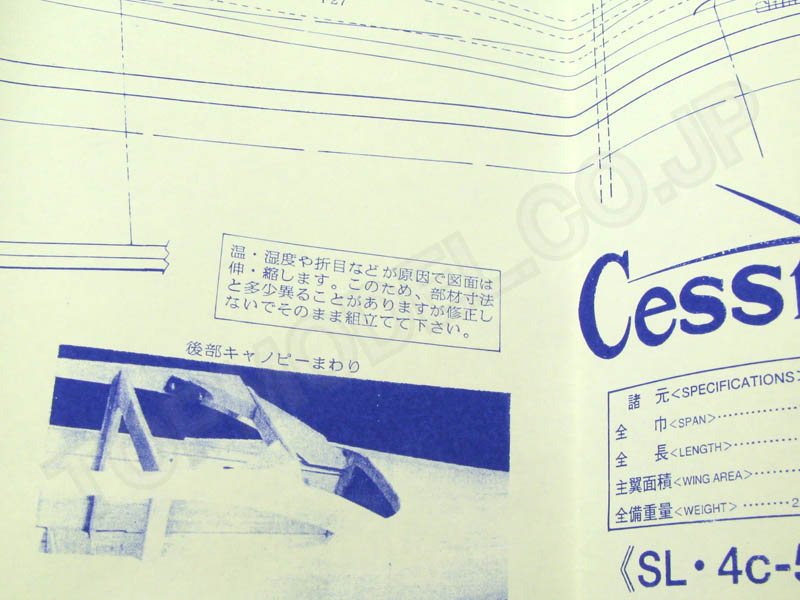 127
温・湿度や折目などが原因で図面は
伸・縮します。このため、部材寸法
と多少異ることがありますが修正し
ないでそのまま組立てて下さい。
後部キャノピーまわり
Cess
諸 元<SPECIFICATIONS>
全 巾<SPAN>
全 長<LENGTH>
主翼面積<WING AREA>
全備重量<WEIGHT>········2
《SL・4c-5